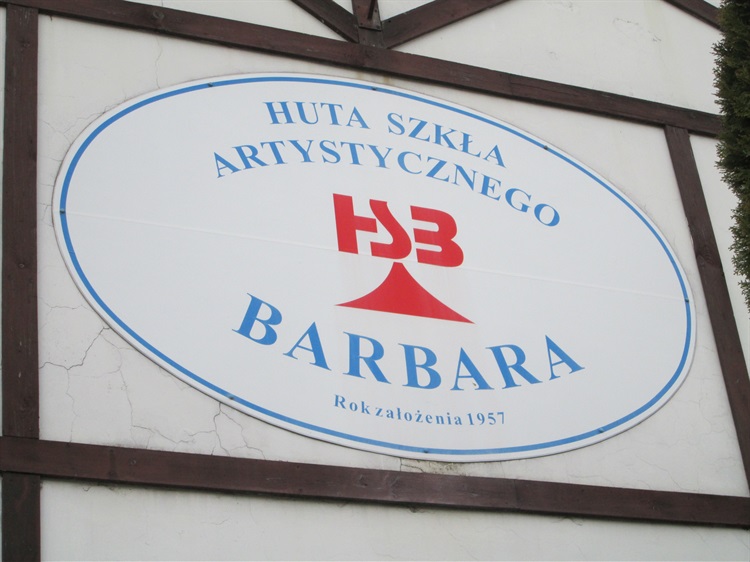 HUTA SZKŁA
ARTYSTYCZNEGO
HSB
BARBARA
Rok założenia 1957